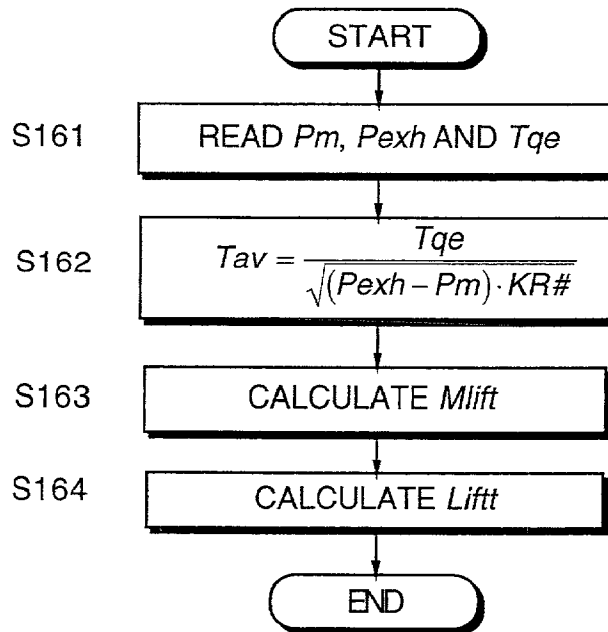 START
S161 READ Pm, Pexh AND Tqe
S162 Tav = Tqe / √(Pexh – Pm) · KR#
S163 CALCULATE Mlift
S164 CALCULATE Liftt
END